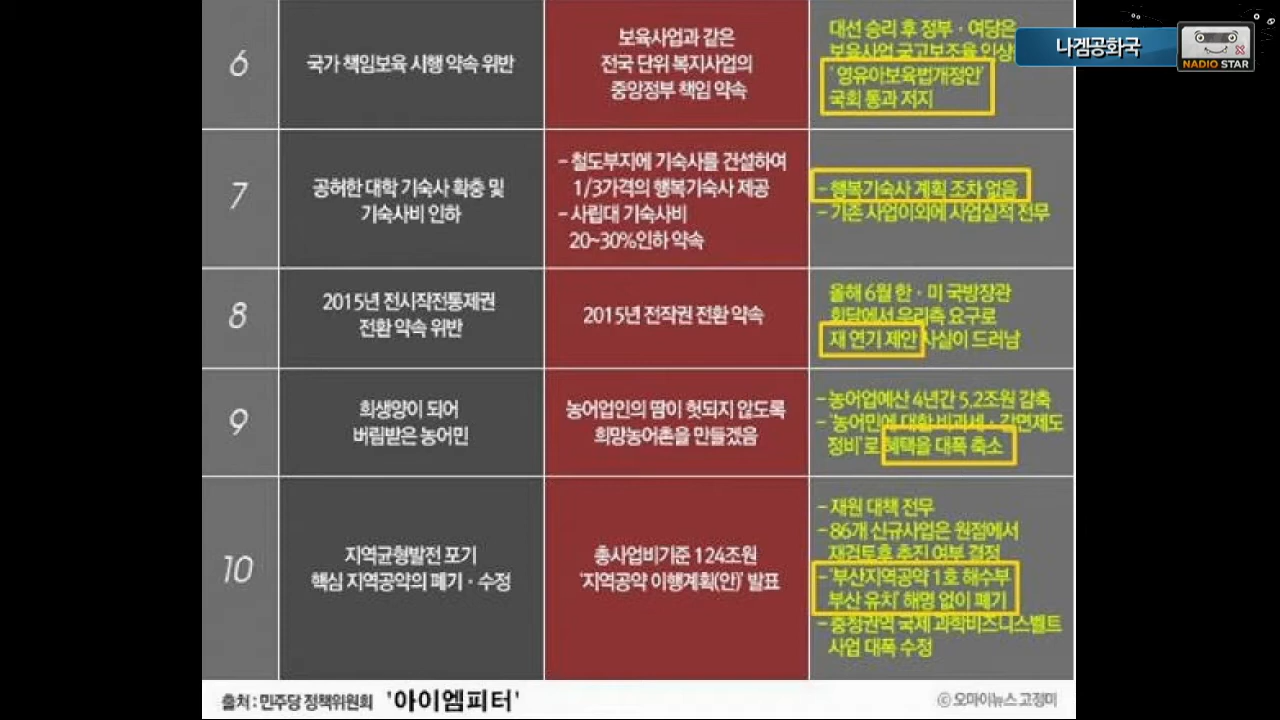 나겜공화국
NADIO STAR
6
국가 책임보육 시행 약속 위반
보육사업과 같은
전국 단위 복지사업의
중앙정부 책임 약속
대선 승리 후 정부·여당은
보육사업 국고보조율 인상
'영유아보육법개정안'
국회 통과 저지
7
공허한 대학 기숙사 확충 및
기숙사비 인하
- 철도부지에 기숙사를 건설하여
1/3가격의 행복기숙사 제공
- 사립대 기숙사비
20~30%인하 약속
- 행복기숙사 계획 조차 없음
- 기존 사업이외에 사업실적 전무
8
2015년 전시작전통제권
전환 약속 위반
2015년 전작권 전환 약속
올해 6월 한·미 국방장관
회담에서 우리측 요구로
재 연기 제안 사실이 드러남
9
희생양이 되어
버림받은 농어민
농어업인의 땀이 헛되지 않도록
희망농어촌을 만들겠음
- 농어업예산 4년간 5.2조원 감축
- '농어민에 대한 비과세·감면제도
정비'로 혜택을 대폭 축소
10
지역균형발전 포기
핵심 지역공약의 폐기·수정
총사업비기준 124조원
'지역공약 이행계획(안)' 발표
- 재원 대책 전무
- 86개 신규사업은 원점에서
재검토후 추진 여부 결정
- '부산지역공약 1호 해수부
부산 유치' 해명 없이 폐기
- 충청권역 국제 과학비즈니스벨트
사업 대폭 수정
출처 : 민주당 정책위원회 '아이엠피터'
ⓒ 오마이뉴스 고정미